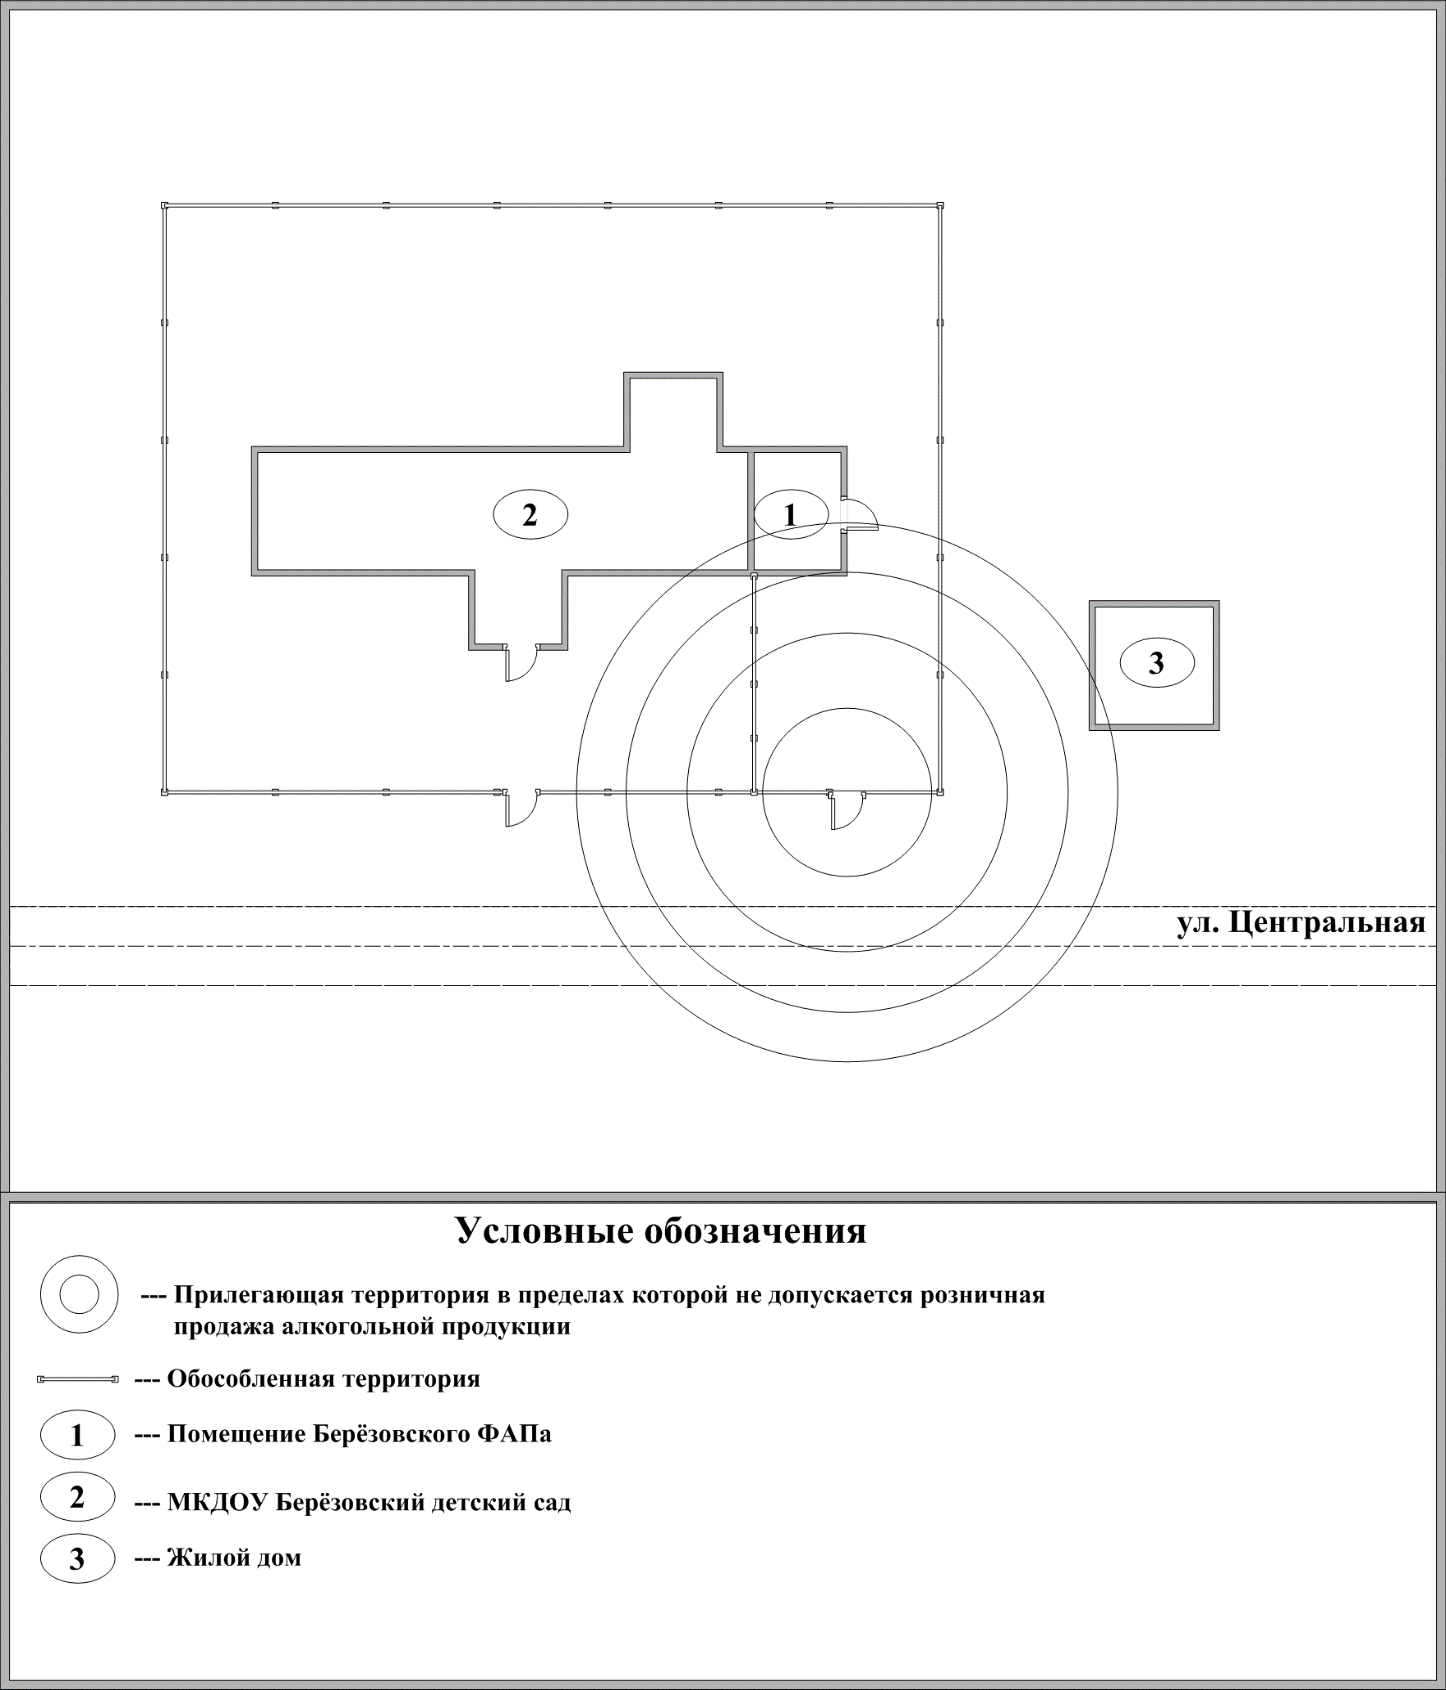 2
1
3
ул. Центральная
Условные обозначения
--- Прилегающая территория в пределах которой не допускается розничная
продажа алкогольной продукции
--- Обособленная территория
1 --- Помещение Берёзовского ФАПа
2 --- МКДОУ Берёзовский детский сад
3 --- Жилой дом